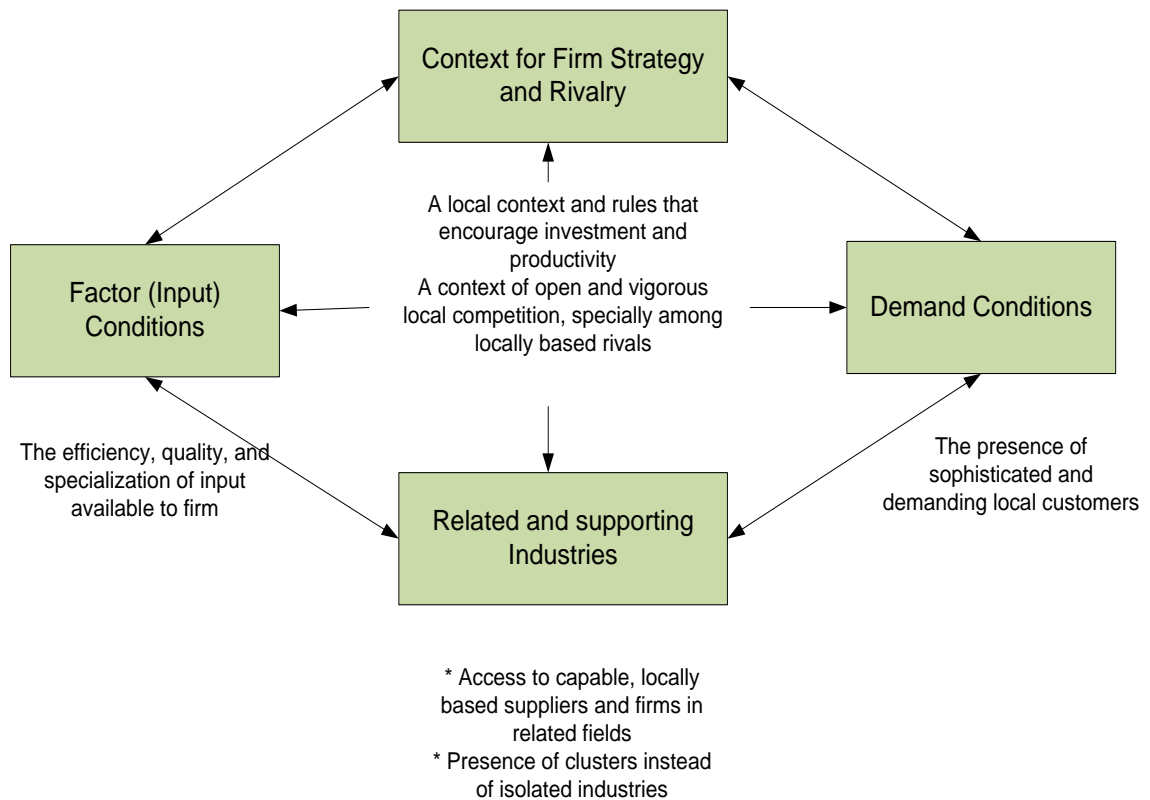 Context for Firm Strategy
and Rivalry
A local context and rules that
encourage investment and
productivity
A context of open and vigorous
local competition, specially among
locally based rivals
Factor (Input)
Conditions
Demand Conditions
The efficiency, quality, and
specialization of input
available to firm
The presence of
sophisticated and
demanding local customers
Related and supporting
Industries
* Access to capable, locally
based suppliers and firms in
related fields
* Presence of clusters instead
of isolated industries